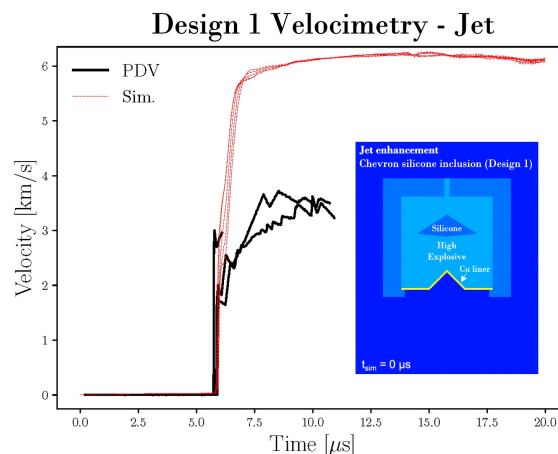 Design 1 Velocimetry - Jet
PDV
Sim.
Velocity [km/s]
6
5
4
3
2
1
0
Jet enhancement
Chevron silicone inclusion (Design 1)
Silicone
High
Explosive
Cu liner
t_sim = 0 μs
0.0 2.5 5.0 7.5 10.0 12.5 15.0 17.5 20.0
Time [μs]